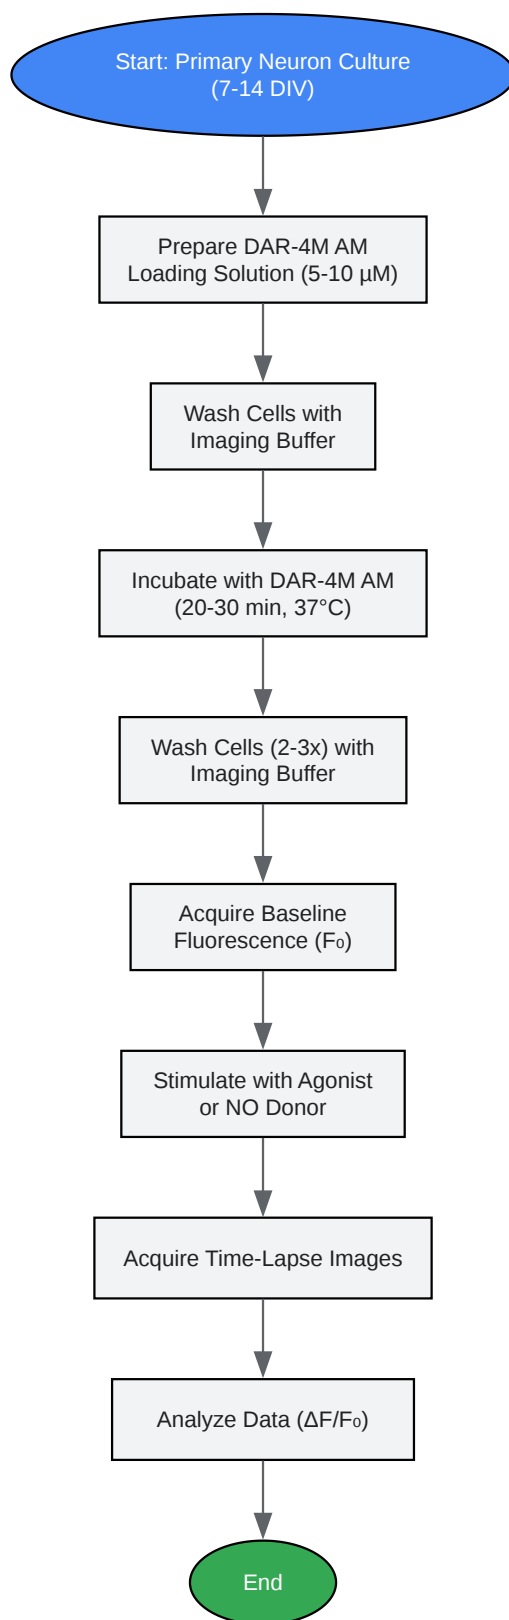 Start: Primary Neuron Culture
(7-14 DIV)
Prepare DAR-4M AM
Loading Solution (5-10 µM)
Wash Cells with
Imaging Buffer
Incubate with DAR-4M AM
(20-30 min, 37°C)
Wash Cells (2-3x) with
Imaging Buffer
Acquire Baseline
Fluorescence (F₀)
Stimulate with Agonist
or NO Donor
Acquire Time-Lapse Images
Analyze Data (ΔF/F₀)
End